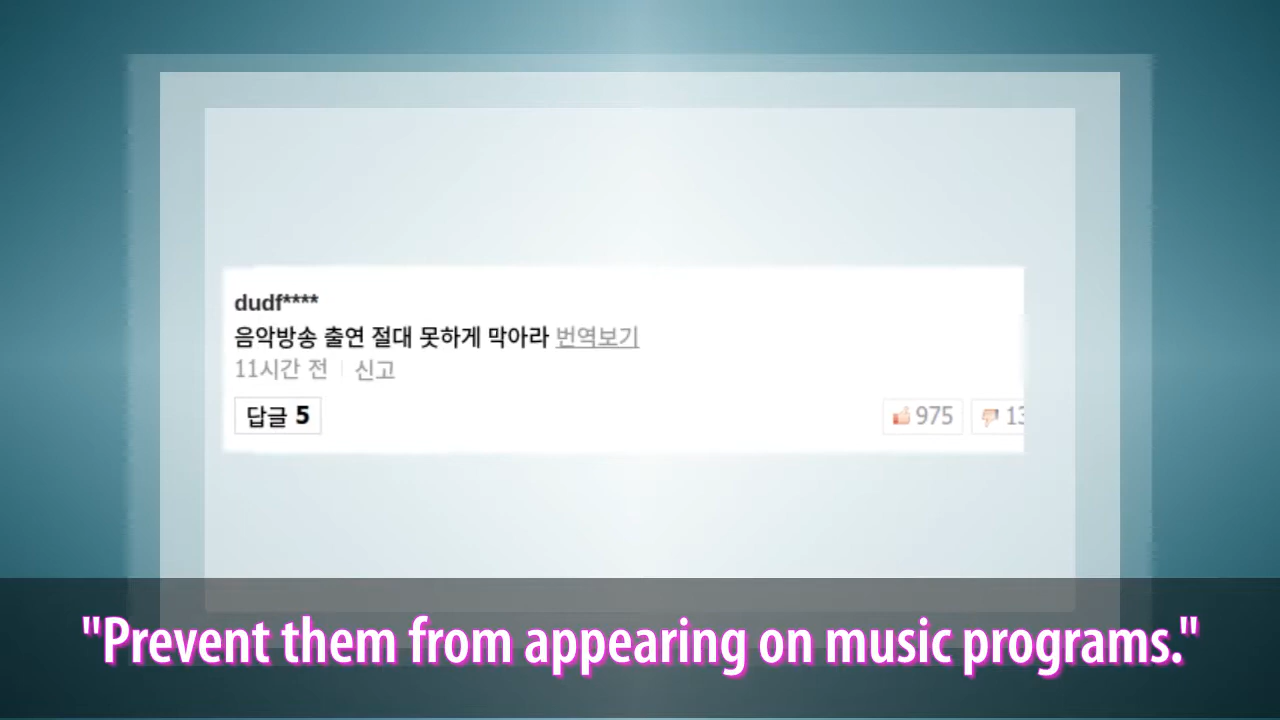 dudf****
음악방송 출연 절대 못하게 막아라 번역보기
11시간 전 신고
답글 5
975
"Prevent them from appearing on music programs."